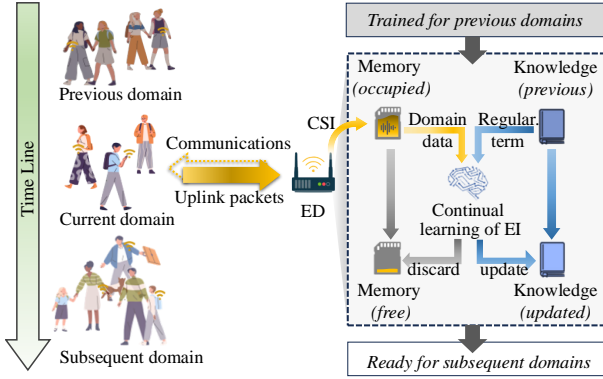 Time Line
Previous domain
Current domain
Subsequent domain
Communications
Uplink packets
CSI
ED
Trained for previous domains
Memory
(occupied)
Knowledge
(previous)
Domain
data
Regular.
term
Continual
learning of EI
discard
update
Memory
(free)
Knowledge
(updated)
Ready for subsequent domains